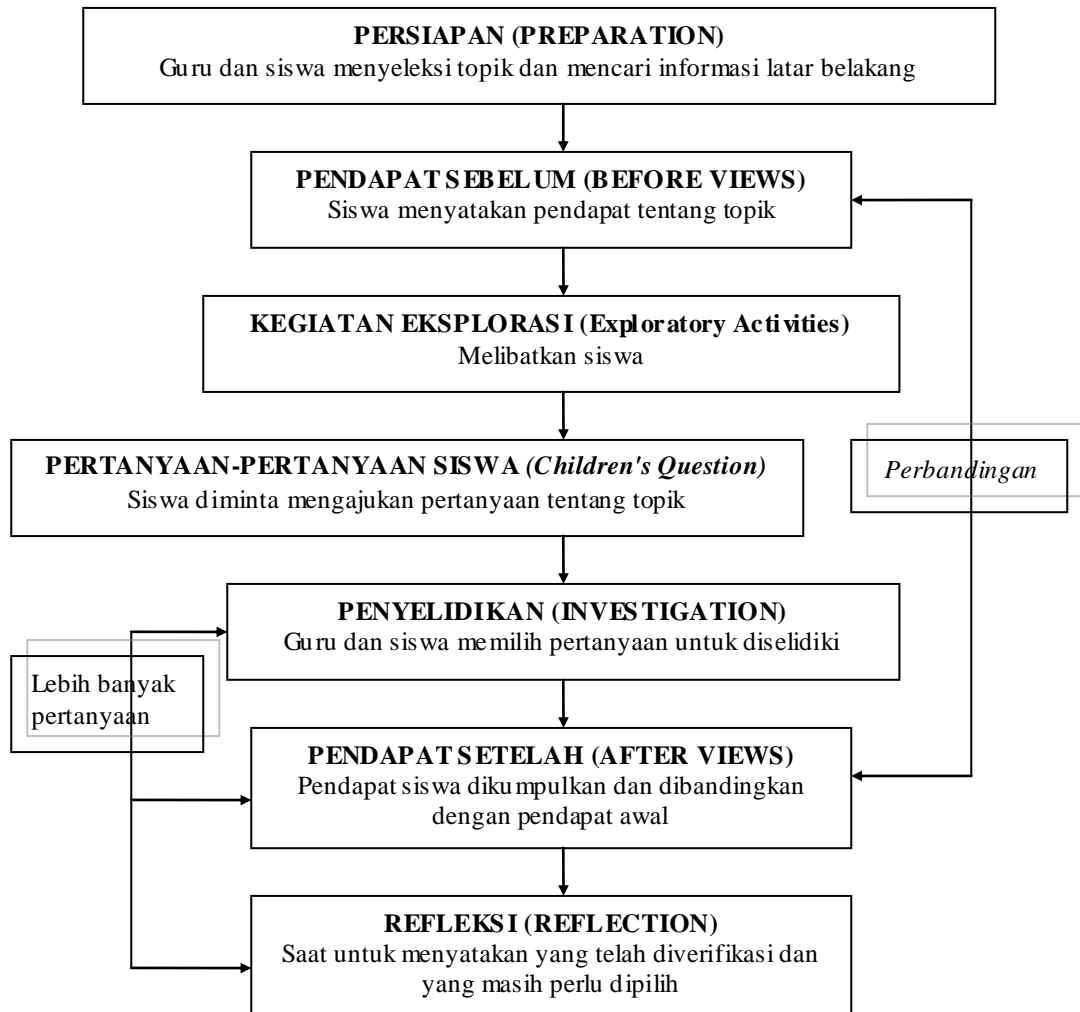 PERSIAPAN (PREPARATION)
Guru dan siswa menyeleksi topik dan mencari informasi latar belakang
PENDAPAT SEBELUM (BEFORE VIEWS)
Siswa menyatakan pendapat tentang topik
KEGIATAN EKSPLORASI (Exploratory Activities)
Melibatkan siswa
PERTANYAAN-PERTANYAAN SISWA (Children's Question)
Siswa diminta mengajukan pertanyaan tentang topik
Perbandingan
PENYELIDIKAN (INVESTIGATION)
Guru dan siswa memilih pertanyaan untuk diselidiki
Lebih banyak
pertanyaan
PENDAPAT SETELAH (AFTER VIEWS)
Pendapat siswa dikumpulkan dan dibandingkan
dengan pendapat awal
REFLEKSI (REFLECTION)
Saat untuk menyatakan yang telah diverifikasi dan
yang masih perlu dipilih